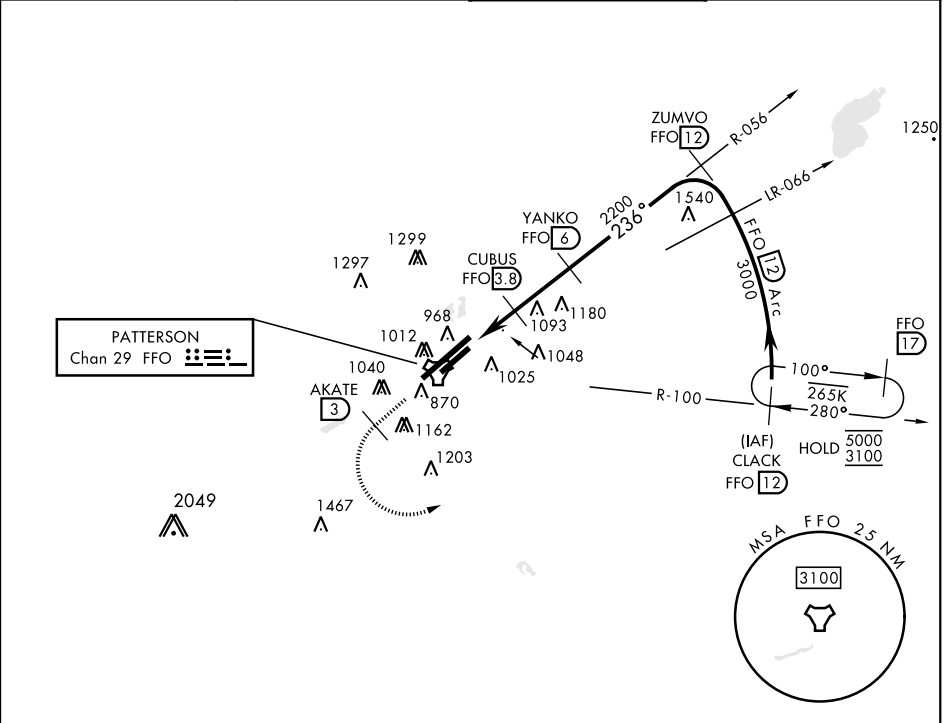 ZUMVO
FFO 12
R-056
1250
LR-066
1540
2200
236°
YANKO
FFO 6
FFO 12 Arc
3000
1299
1297
CUBUS
FFO 3.8
1180
1093
968
1012
1048
1025
PATTERSON
Chan 29 FFO
1040
AKATE
3
870
1162
1203
R-100
FFO
17
100°
265K
280°
(IAF)
CLACK
FFO 12
HOLD 5000
3100
2049
1467
MSA FFO 25 NM
3100